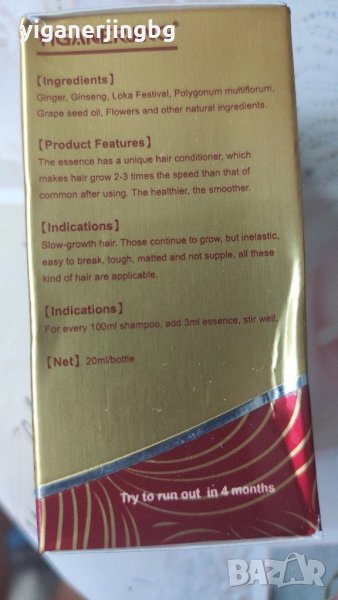 yiganerjingbg
YIGANERJING®
【Ingredients】
Ginger, Ginseng, Loka Festival, Polygonum multiflorum,
Grape seed oil, Flowers and other natural ingredients.
【Product Features】
The essence has a unique hair conditioner, which
makes hair grow 2-3 times the speed than that of
common after using. The healthier, the smoother.
【Indications】
Slow-growth hair. Those continue to grow, but inelastic,
easy to break, tough, matted and not supple, all these
kind of hair are applicable.
【Indications】
For every 100ml shampoo, add 3ml essence, stir well.
【Net】 20ml/bottle
Try to run out in 4 months
BAZAR